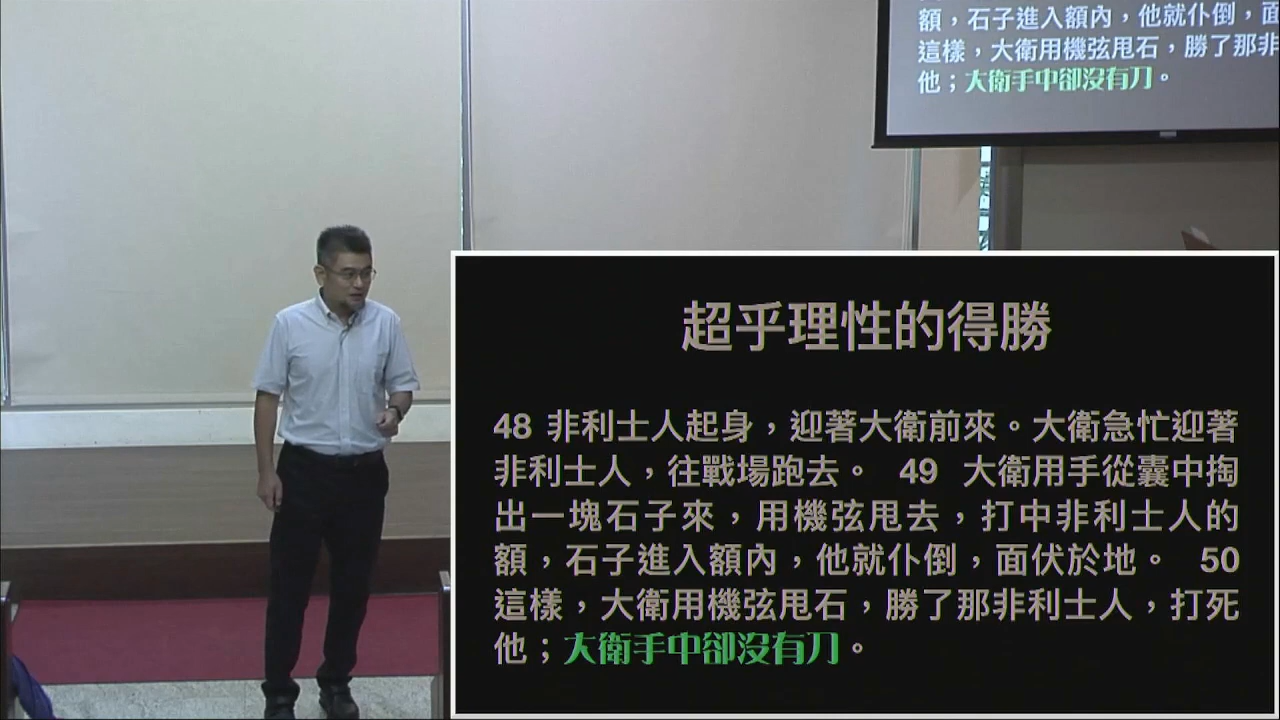 額，石子進入額內，他就仆倒，面
這樣，大衛用機弦甩石，勝了那非
他；大衛手中卻沒有刀。
超乎理性的得勝
48 非利士人起身，迎著大衛前來。大衛急忙迎著
非利士人，往戰場跑去。 49 大衛用手從囊中掏
出一塊石子來，用機弦甩去，打中非利士人的
額，石子進入額內，他就仆倒，面伏於地。 50
這樣，大衛用機弦甩石，勝了那非利士人，打死
他；大衛手中卻沒有刀。